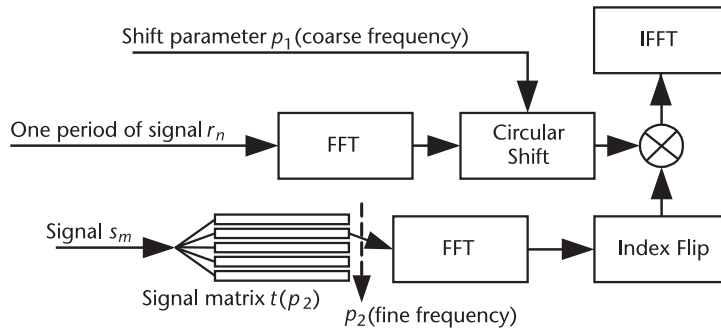 Shift parameter p1 (coarse frequency)
IFFT
One period of signal rn
FFT
Circular
Shift
Signal sm
FFT
Index Flip
Signal matrix t(p2)
p2(fine frequency)